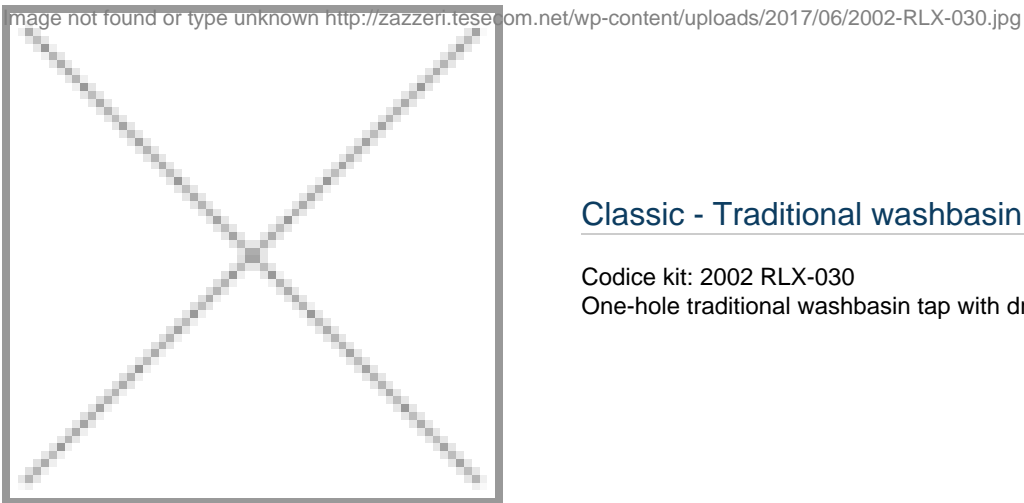 Image not found or type unknown http://zazzeri.tesecom.net/wp-content/uploads/2017/06/2002-RLX-030.jpg
Classic - Traditional washbasin
Codice kit: 2002 RLX-030
One-hole traditional washbasin tap with